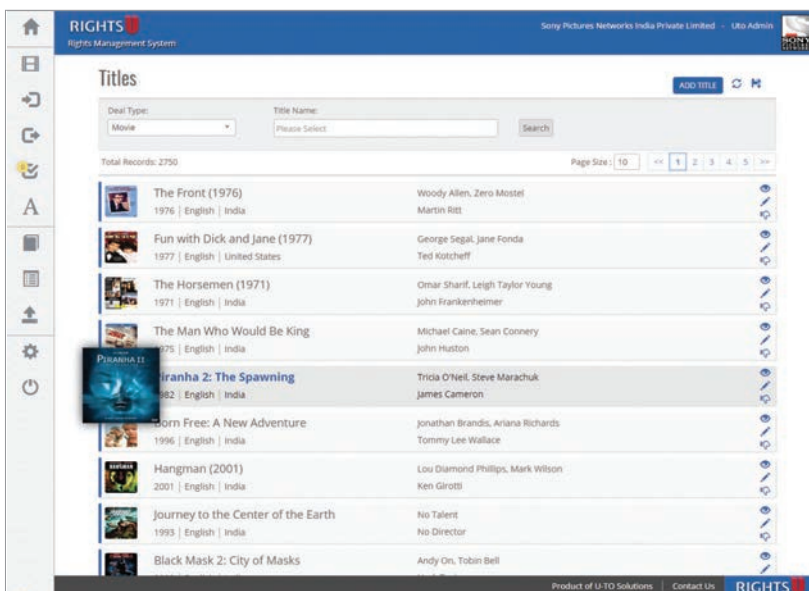 RIGHTSU
Rights Management System
Sony Pictures Networks India Private Limited - Uto Admin
SONY
Titles
ADD TITLE
Deal Type: Title Name:
Movie Please Select Search
Total Records: 2750 Page Size: 10 << 1 2 3 4 5 >>
The Front (1976) Woody Allen, Zero Mostel
1976 | English | India Martin Ritt
Fun with Dick and Jane (1977) George Segal, Jane Fonda
1977 | English | United States Ted Kotcheff
The Horsemen (1971) Omar Sharif, Leigh Taylor Young
1971 | English | India John Frankenheimer
The Man Who Would Be King Michael Caine, Sean Connery
975 | English | India John Huston
PIRANHA II
iranha 2: The Spawning Tricia O'Neil, Steve Marachuk
982 | English | India James Cameron
Born Free: A New Adventure Jonathan Brandis, Ariana Richards
1996 | English | India Tommy Lee Wallace
Hangman (2001) Lou Diamond Phillips, Mark Wilson
2001 | English | India Ken Girotti
Journey to the Center of the Earth No Talent
1993 | English | India No Director
Black Mask 2: City of Masks Andy On, Tobin Bell
Product of U-TO Solutions | Contact Us RIGHTSU